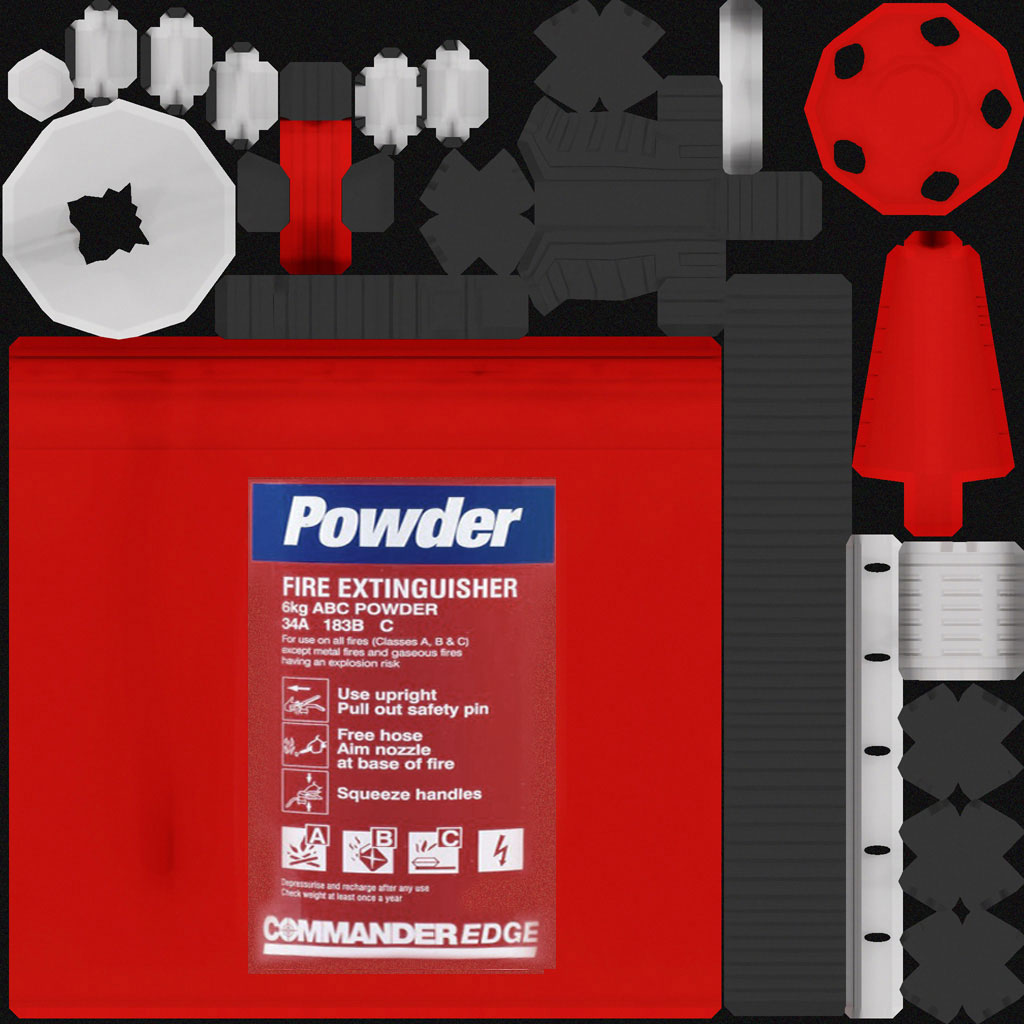 Powder
FIRE EXTINGUISHER
6kg ABC POWDER
34A 183B C
For use on all fires (Classes A, B & C)
except metal fires and gaseous fires
having an explosion risk
Use upright
Pull out safety pin
Free hose
Aim nozzle
at base of fire
Squeeze handles
A B C
Depressurise and recharge after any use
Check weight at least once a year
COMMANDER EDGE